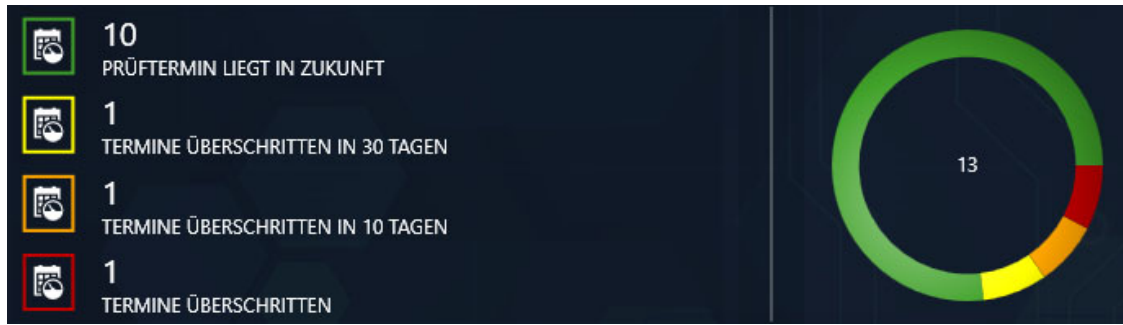 10
PRÜFTERMIN LIEGT IN ZUKUNFT
1
TERMINE ÜBERSCHRITTEN IN 30 TAGEN
1
TERMINE ÜBERSCHRITTEN IN 10 TAGEN
1
TERMINE ÜBERSCHRITTEN
13